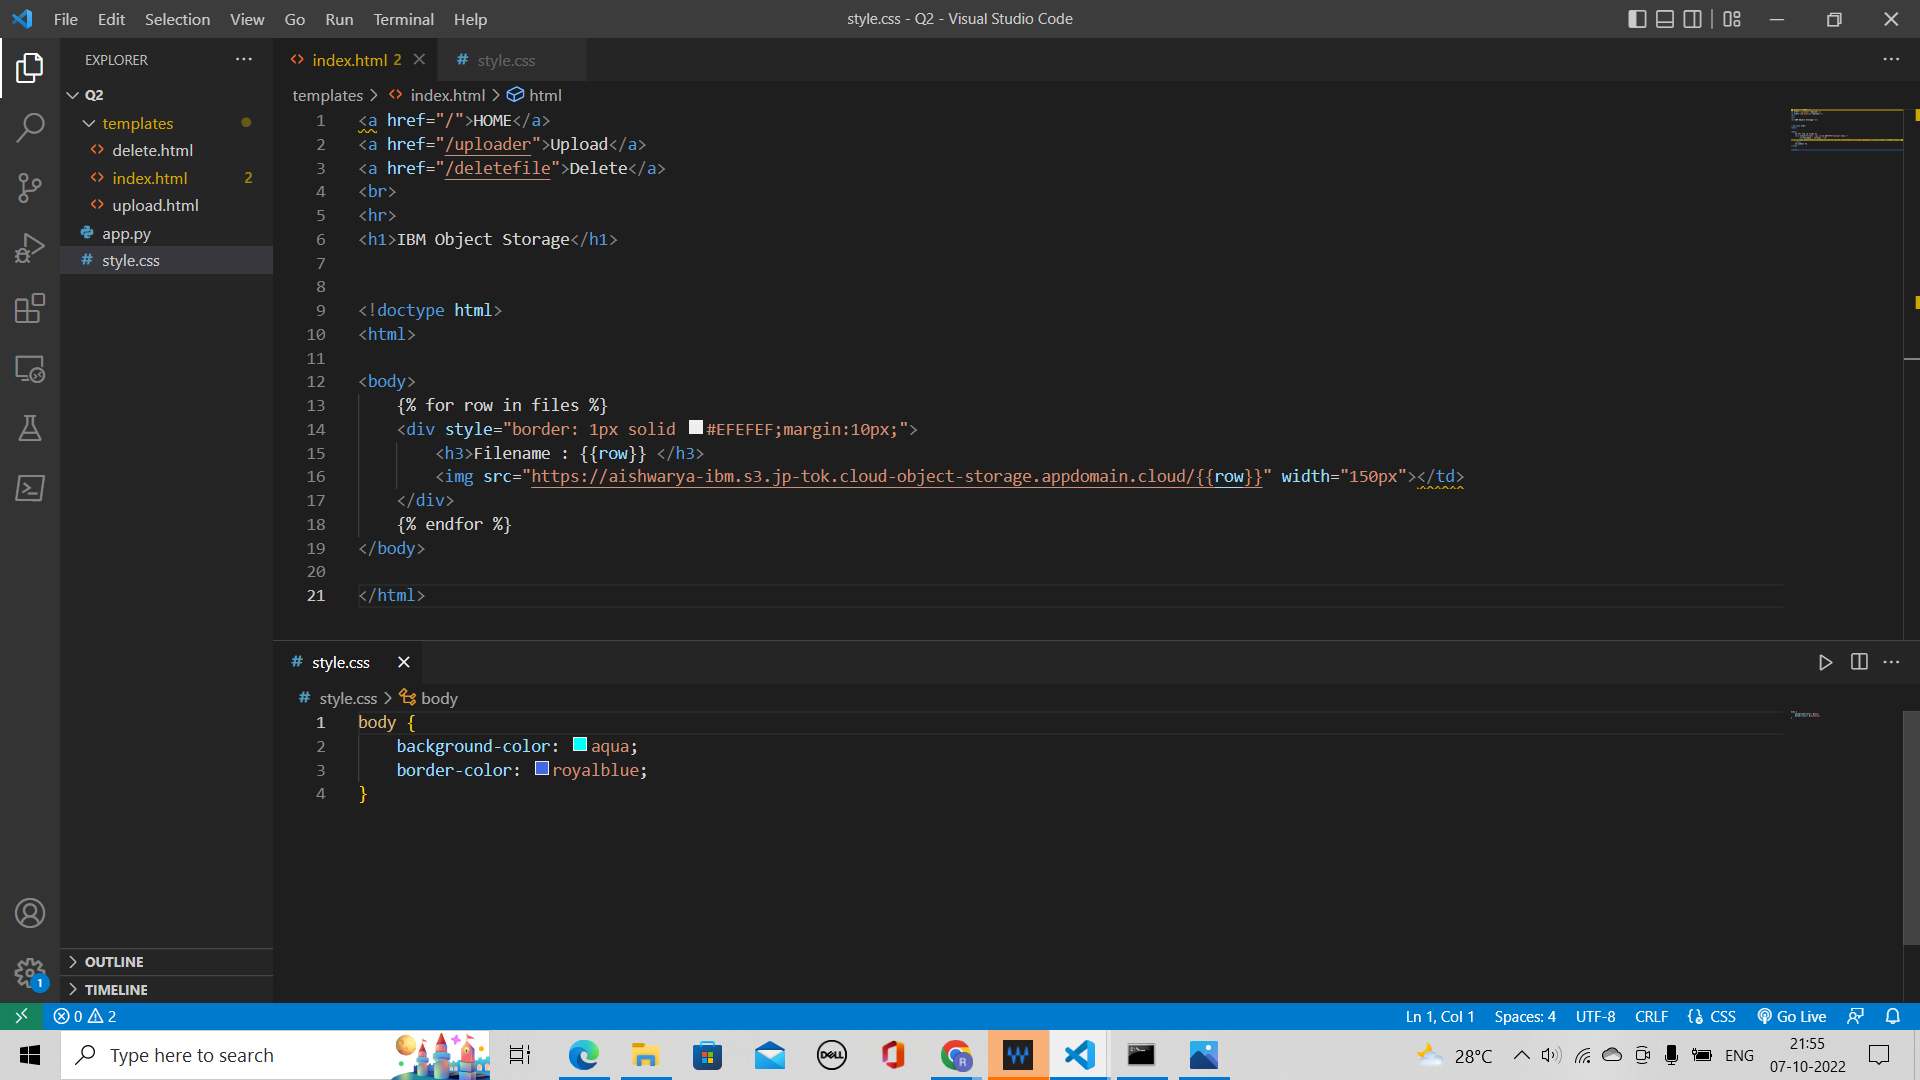 File Edit Selection View Go Run Terminal Help
style.css - Q2 - Visual Studio Code
EXPLORER
Q2
templates
delete.html
index.html 2
upload.html
app.py
style.css
OUTLINE
TIMELINE
index.html 2
style.css
templates > index.html > html
1 <a href="/">HOME</a>
2 <a href="/uploader">Upload</a>
3 <a href="/deletefile">Delete</a>
4 <br>
5 <hr>
6 <h1>IBM Object Storage</h1>
7
8
9 <!doctype html>
10 <html>
11
12 <body>
13 {% for row in files %}
14 <div style="border: 1px solid #EFEFEF;margin:10px;">
15 <h3>Filename : {{row}} </h3>
16 <img src="https://aishwarya-ibm.s3.jp-tok.cloud-object-storage.appdomain.cloud/{{row}}" width="150px"></td>
17 </div>
18 {% endfor %}
19 </body>
20
21 </html>
style.css
style.css > body
1 body {
2 background-color: aqua;
3 border-color: royalblue;
4 }
1
0 2
Ln 1, Col 1 Spaces: 4 UTF-8 CRLF CSS Go Live
Type here to search
DELL
R
28°C
ENG
21:55
07-10-2022